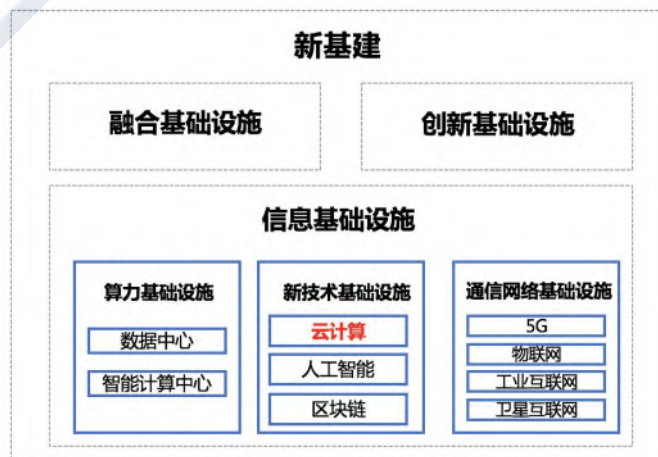 新基建
融合基础设施
创新基础设施
信息基础设施
算力基础设施
数据中心
智能计算中心
新技术基础设施
云计算
人工智能
区块链
通信网络基础设施
5G
物联网
工业互联网
卫星互联网